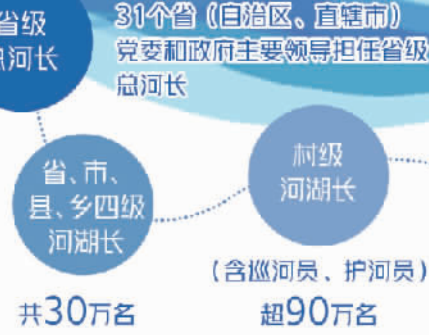 省级
总河长
31个省（自治区、直辖市）
党委和政府主要领导担任省级
总河长
省、市、
县、乡四级
河湖长
共30万名
村级
河湖长
（含巡河员、护河员）
超90万名